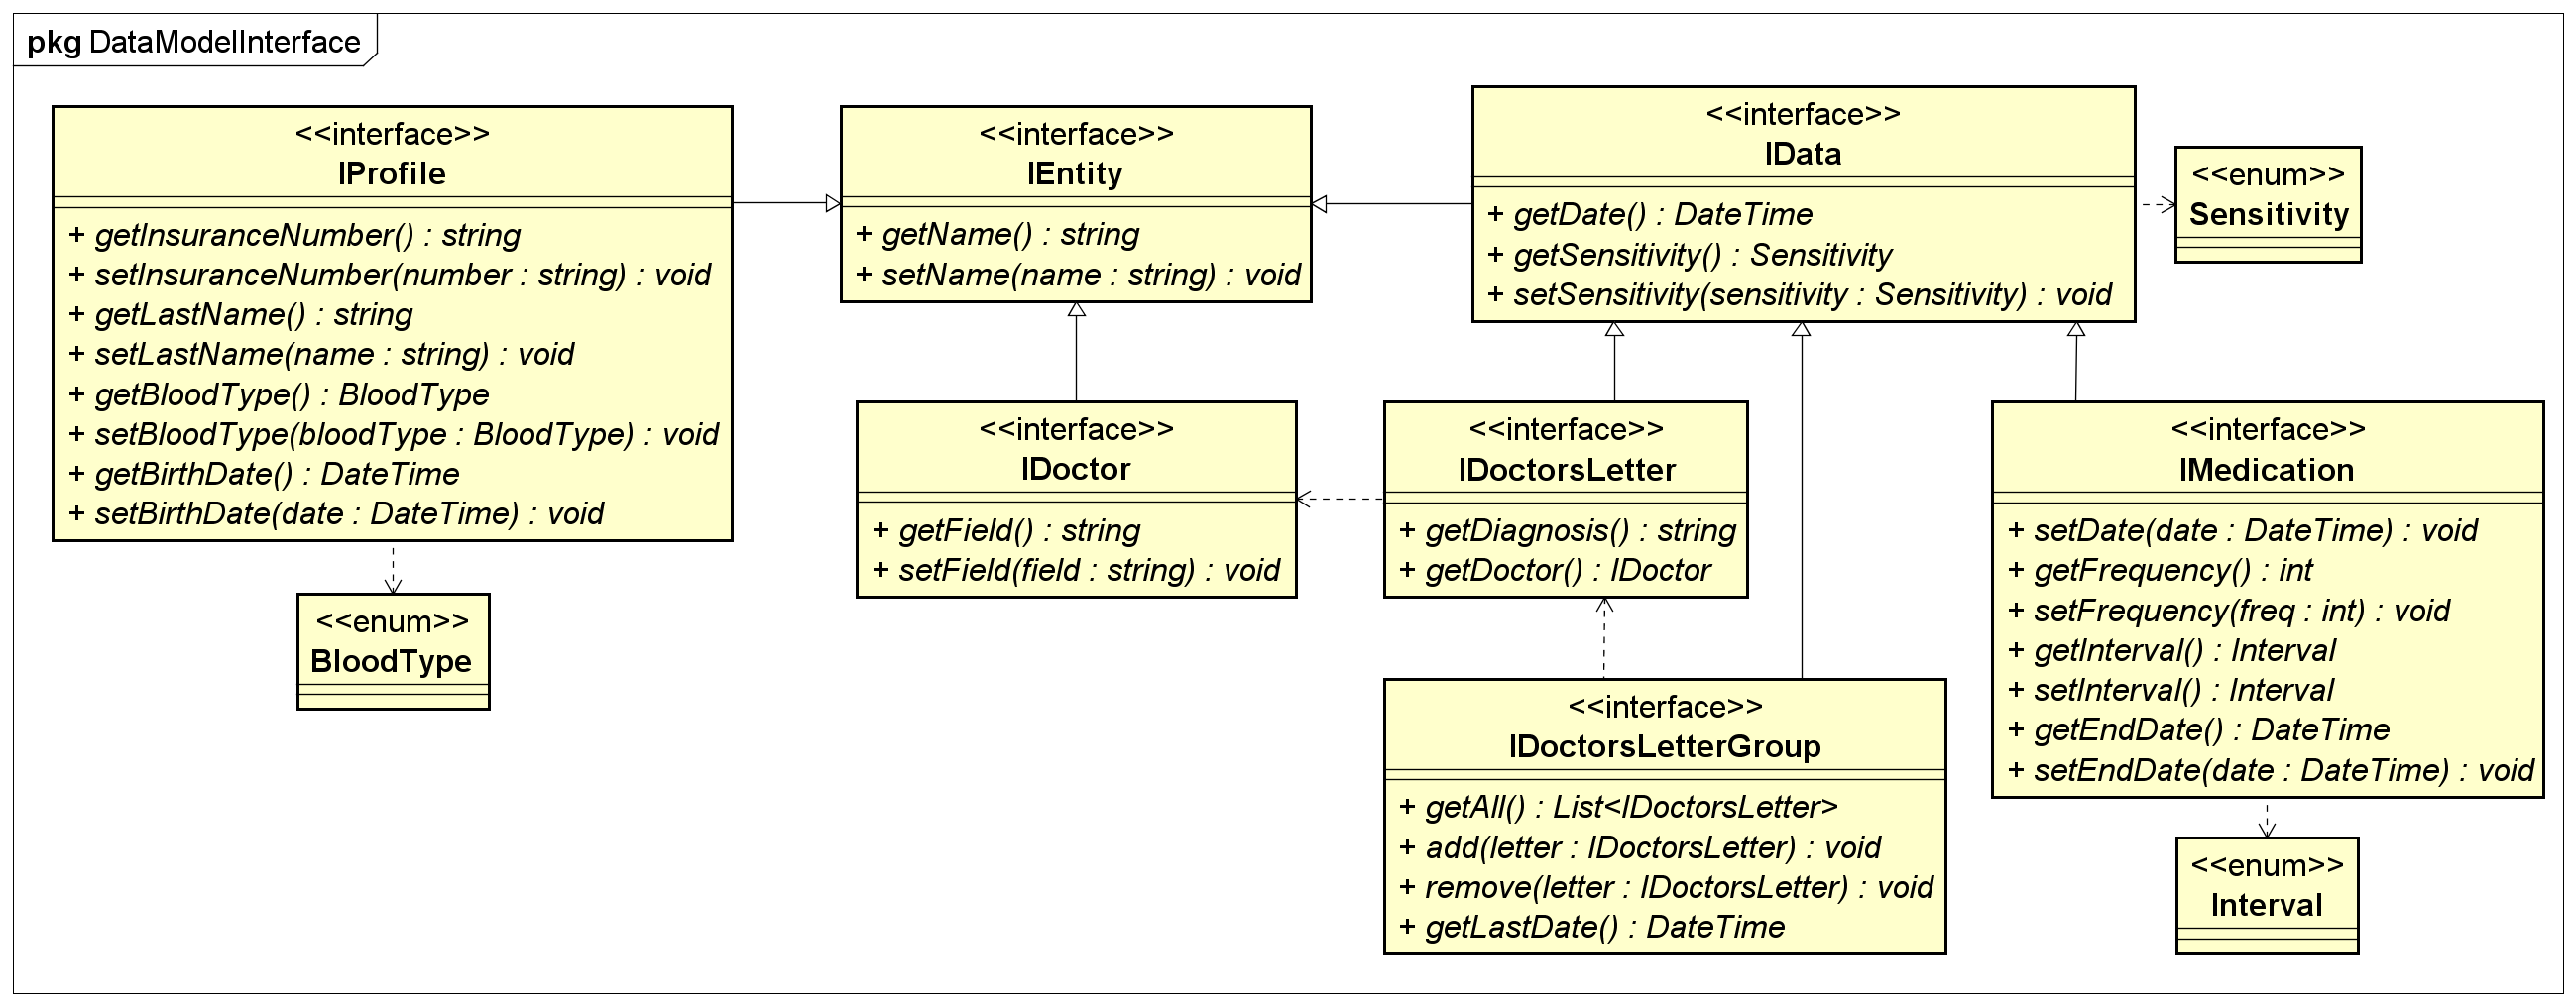 pkg DataModelInterface
<<interface>>
IProfile
+ getInsuranceNumber() : string
+ setInsuranceNumber(number : string) : void
+ getLastName() : string
+ setLastName(name : string) : void
+ getBloodType() : BloodType
+ setBloodType(bloodType : BloodType) : void
+ getBirthDate() : DateTime
+ setBirthDate(date : DateTime) : void
<<interface>>
IEntity
+ getName() : string
+ setName(name : string) : void
<<interface>>
IData
+ getDate() : DateTime
+ getSensitivity() : Sensitivity
+ setSensitivity(sensitivity : Sensitivity) : void
<<enum>>
Sensitivity
<<interface>>
IDoctor
+ getField() : string
+ setField(field : string) : void
<<interface>>
IDoctorsLetter
+ getDiagnosis() : string
+ getDoctor() : IDoctor
<<interface>>
IMedication
+ setDate(date : DateTime) : void
+ getFrequency() : int
+ setFrequency(freq : int) : void
+ getInterval() : Interval
+ setInterval() : Interval
+ getEndDate() : DateTime
+ setEndDate(date : DateTime) : void
<<enum>>
BloodType
<<interface>>
IDoctorsLetterGroup
+ getAll() : List<IDoctorsLetter>
+ add(letter : IDoctorsLetter) : void
+ remove(letter : IDoctorsLetter) : void
+ getLastDate() : DateTime
<<enum>>
Interval